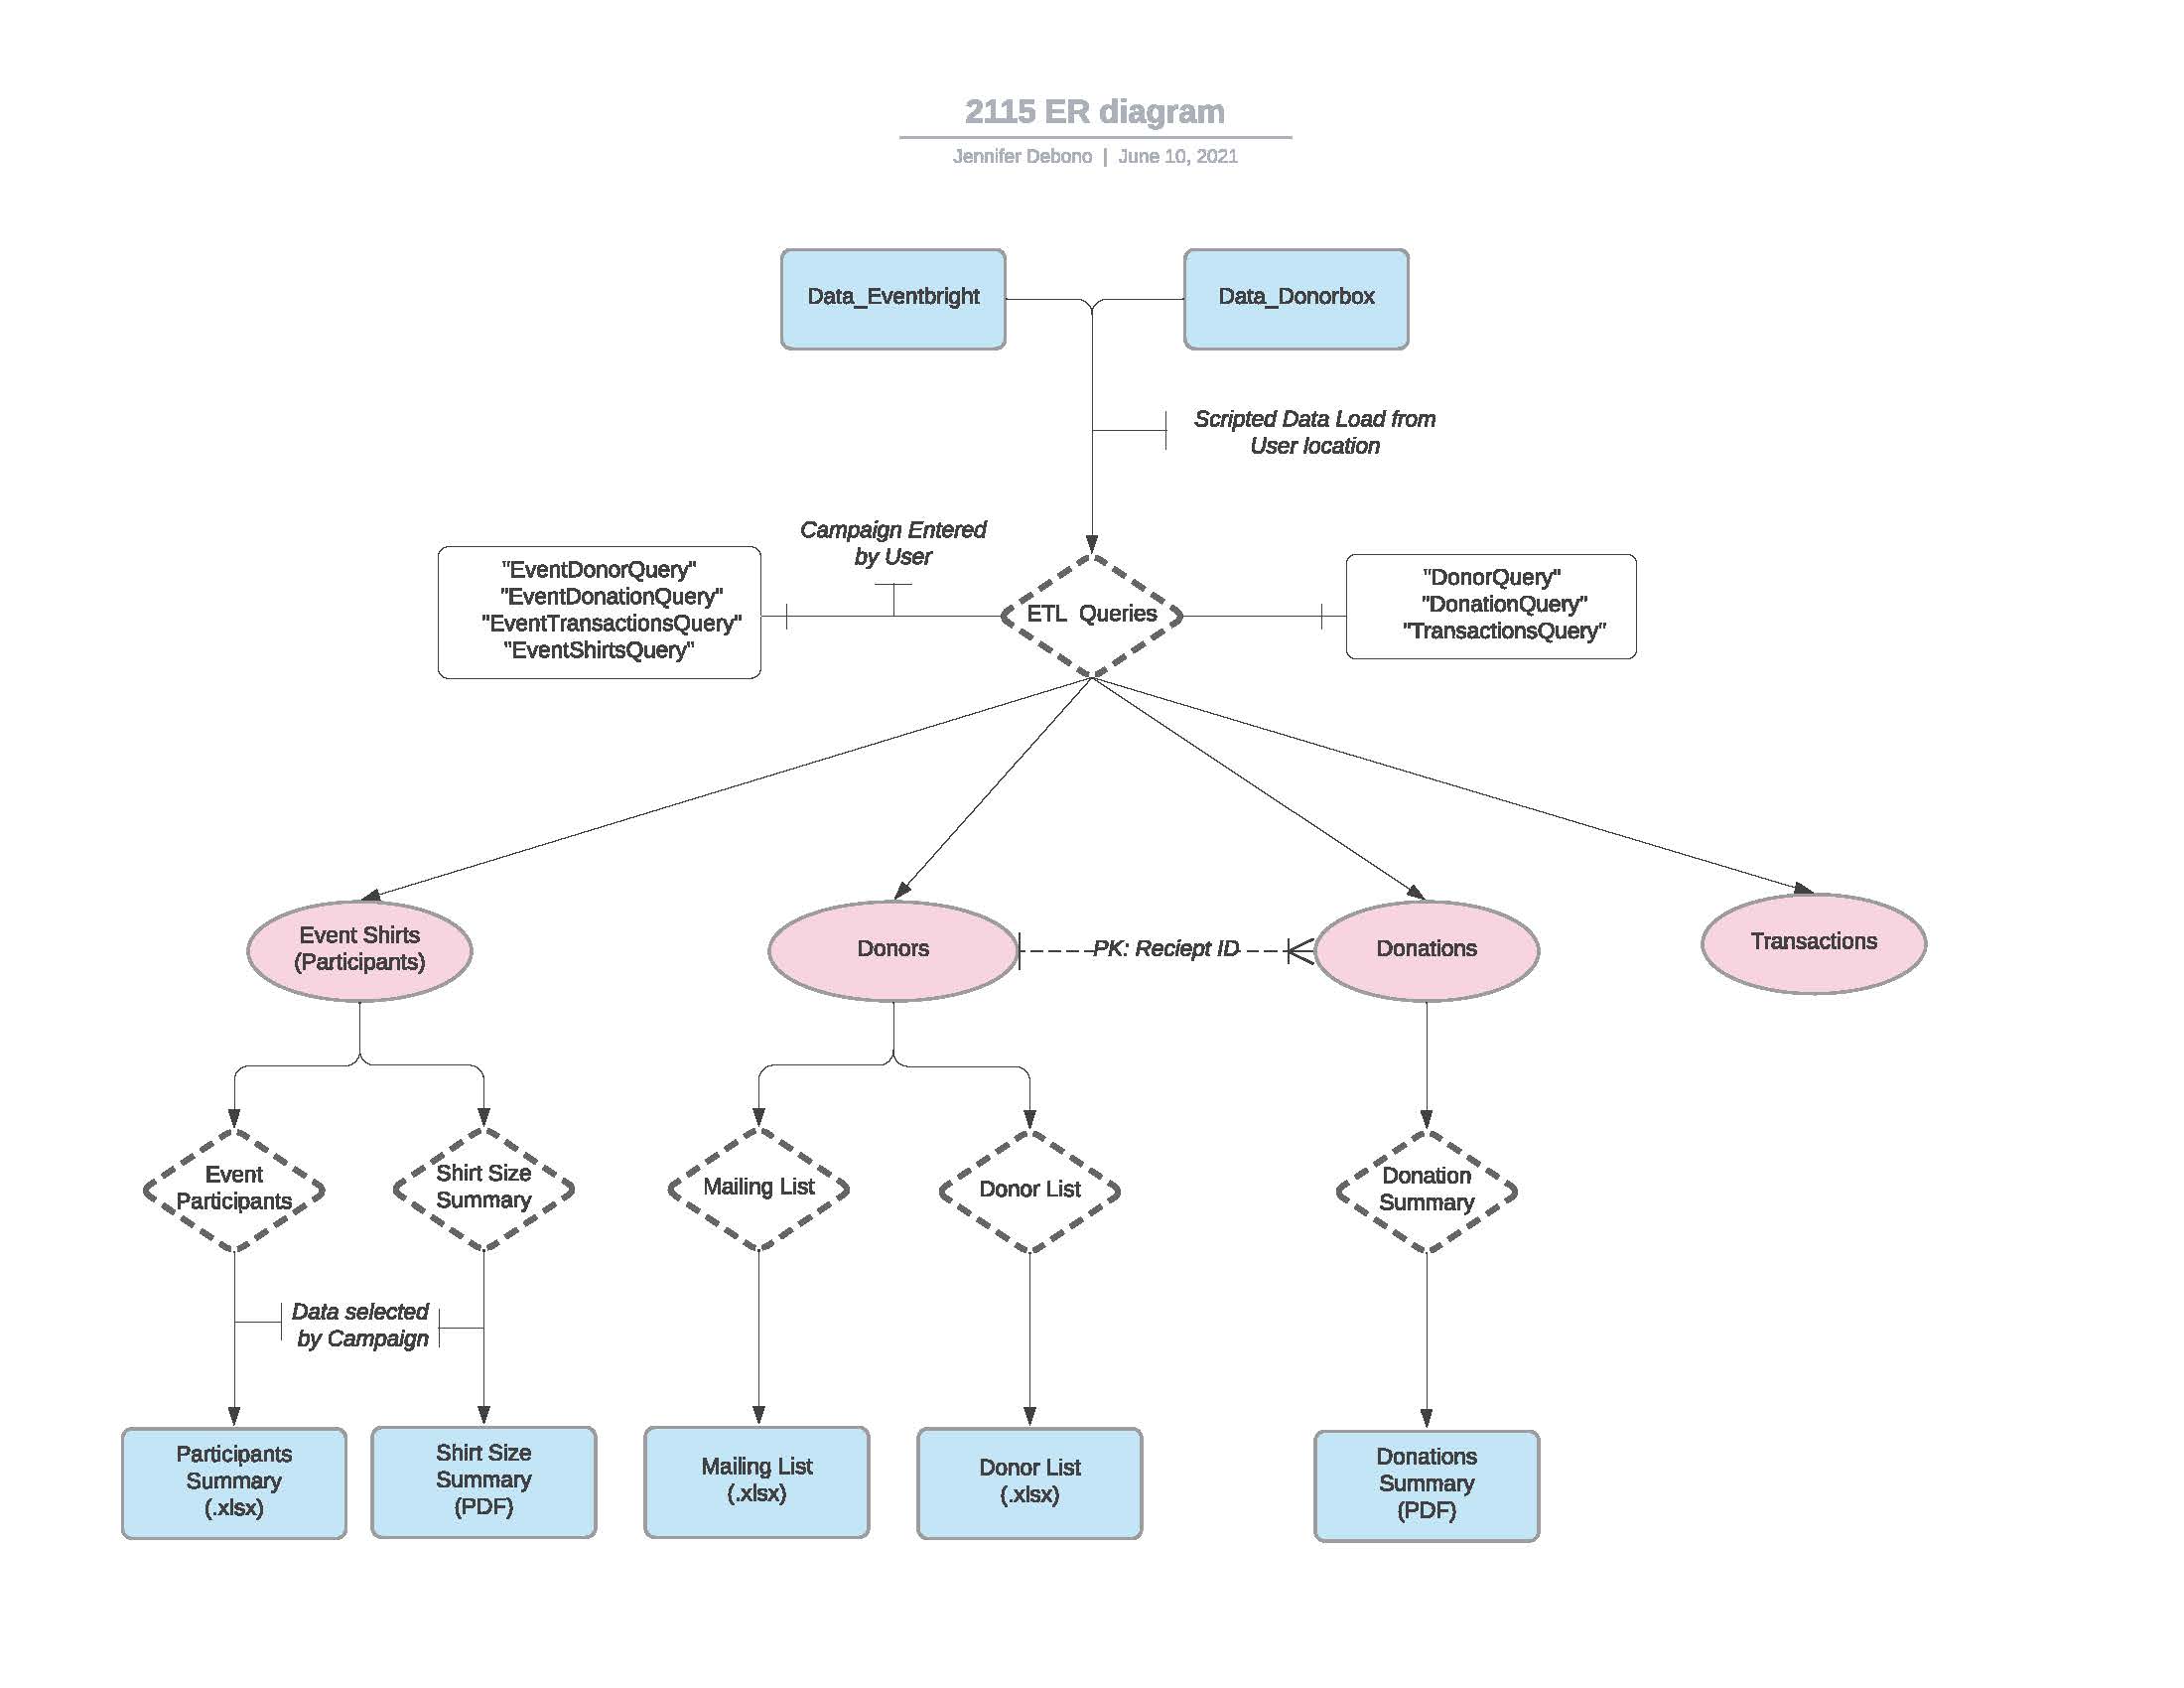 2115 ER diagram
Jennifer Debono | June 10, 2021
Data_Eventbright
Data_Donorbox
Scripted Data Load from
User location
Campaign Entered
by User
"EventDonorQuery"
"EventDonationQuery"
"EventTransactionsQuery"
"EventShirtsQuery"
ETL Queries
"DonorQuery"
"DonationQuery"
"TransactionsQuery"
Event Shirts
(Participants)
Donors
PK: Reciept ID
Donations
Transactions
Event
Participants
Shirt Size
Summary
Mailing List
Donor List
Donation
Summary
Data selected
by Campaign
Participants
Summary
(.xlsx)
Shirt Size
Summary
(PDF)
Mailing List
(.xlsx)
Donor List
(.xlsx)
Donations
Summary
(PDF)